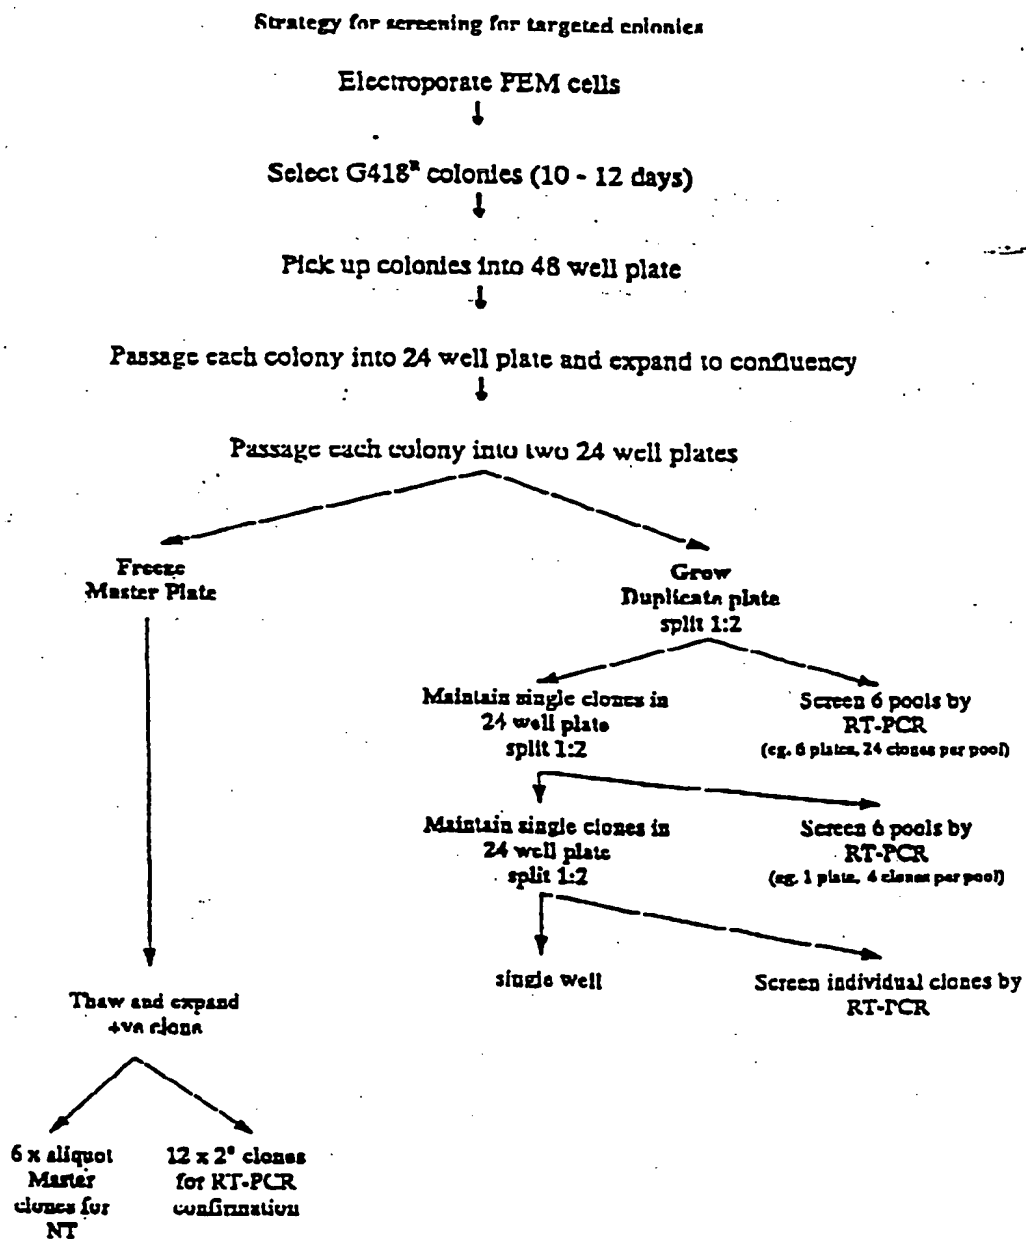 Strategy for screening for targeted colonies
Electroporate PEM cells
Select G418ᴿ colonies (10 - 12 days)
Pick up colonies into 48 well plate
Passage each colony into 24 well plate and expand to confluency
Passage each colony into two 24 well plates
Freeze
Master Plate
Grow
Duplicate plate
split 1:2
Maintain single clones in
24 well plate
split 1:2
Screen 6 pools by
RT-PCR
(eg. 6 plates, 24 clones per pool)
Maintain single clones in
24 well plate
split 1:2
Screen 6 pools by
RT-PCR
(eg. 1 plate, 4 clones per pool)
single well
Screen individual clones by
RT-PCR
Thaw and expand
+ve clone
6 x aliquot
Master
clones for
NT
12 x 2° clones
for RT-PCR
confirmation